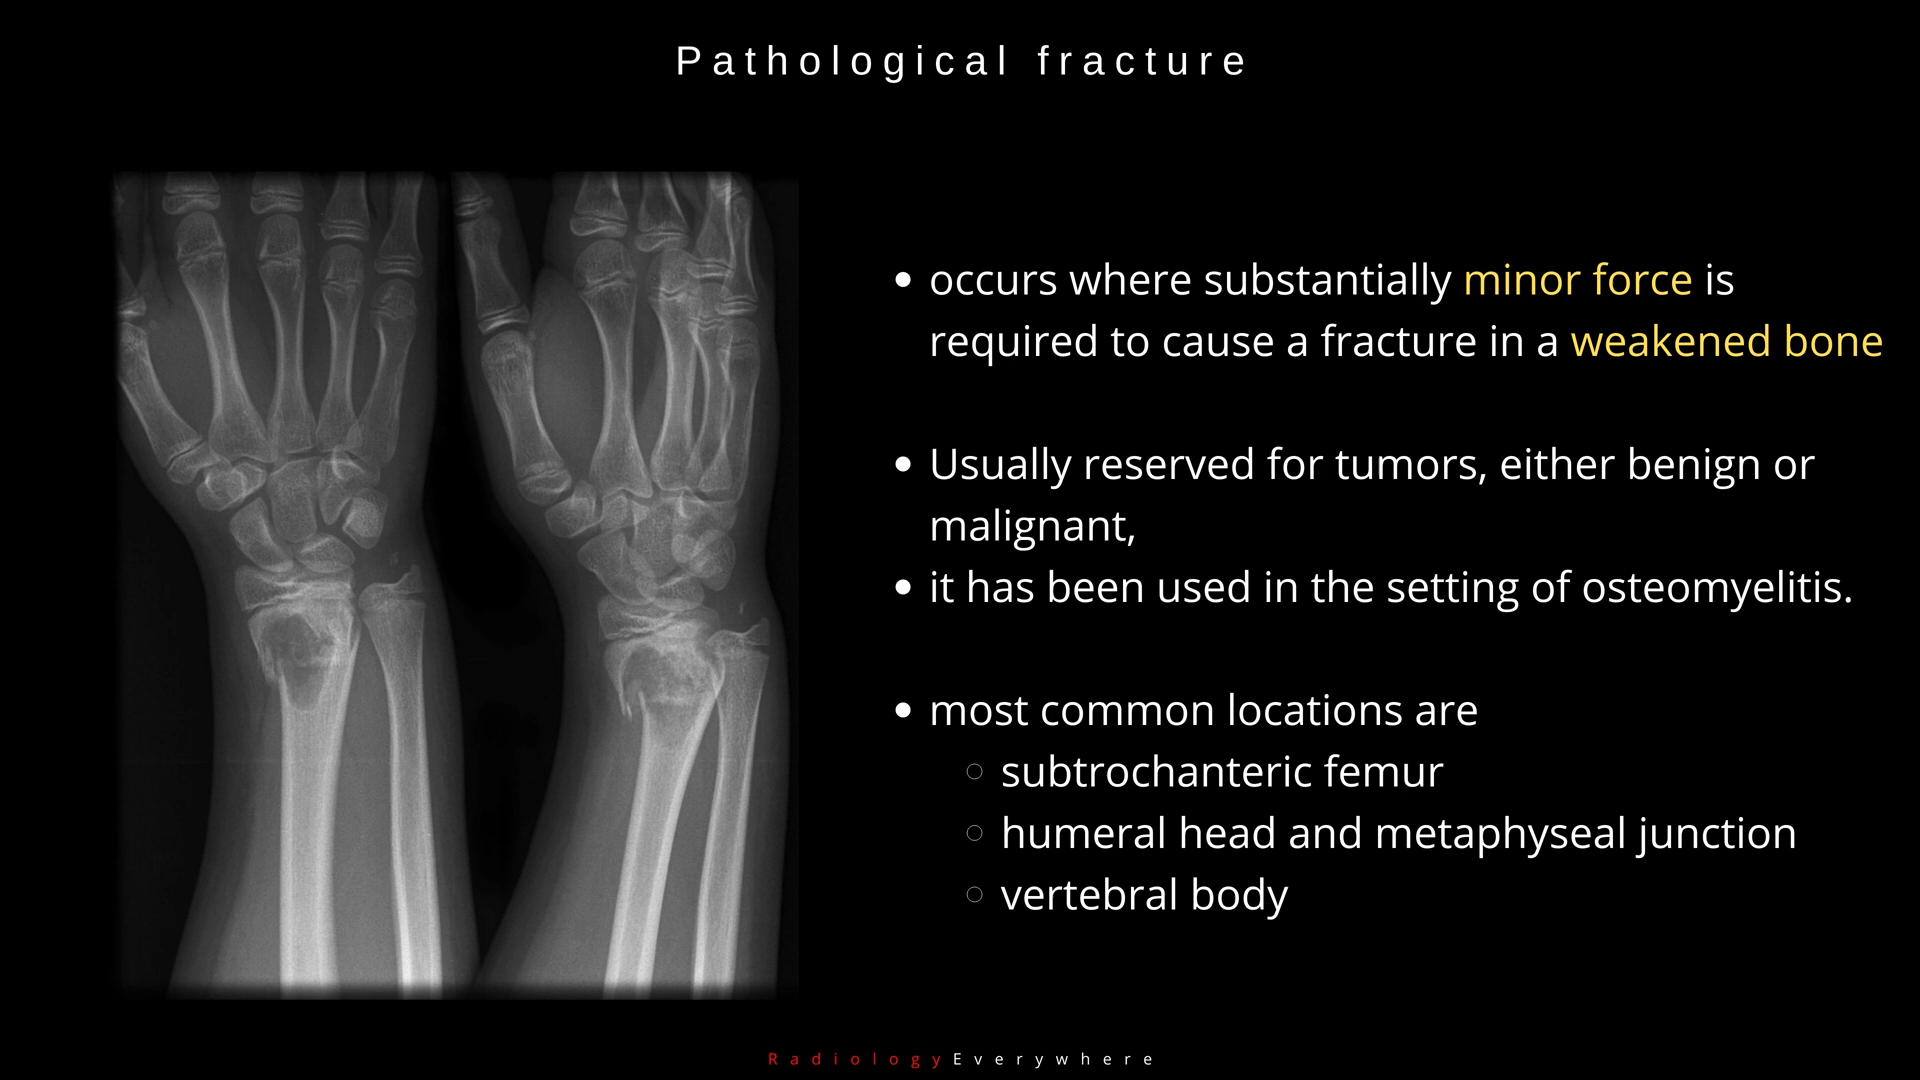 Pathological fracture
• occurs where substantially minor force is
required to cause a fracture in a weakened bone
• Usually reserved for tumors, either benign or
malignant,
• it has been used in the setting of osteomyelitis.
• most common locations are
○ subtrochanteric femur
○ humeral head and metaphyseal junction
○ vertebral body
RadiologyEverywhere